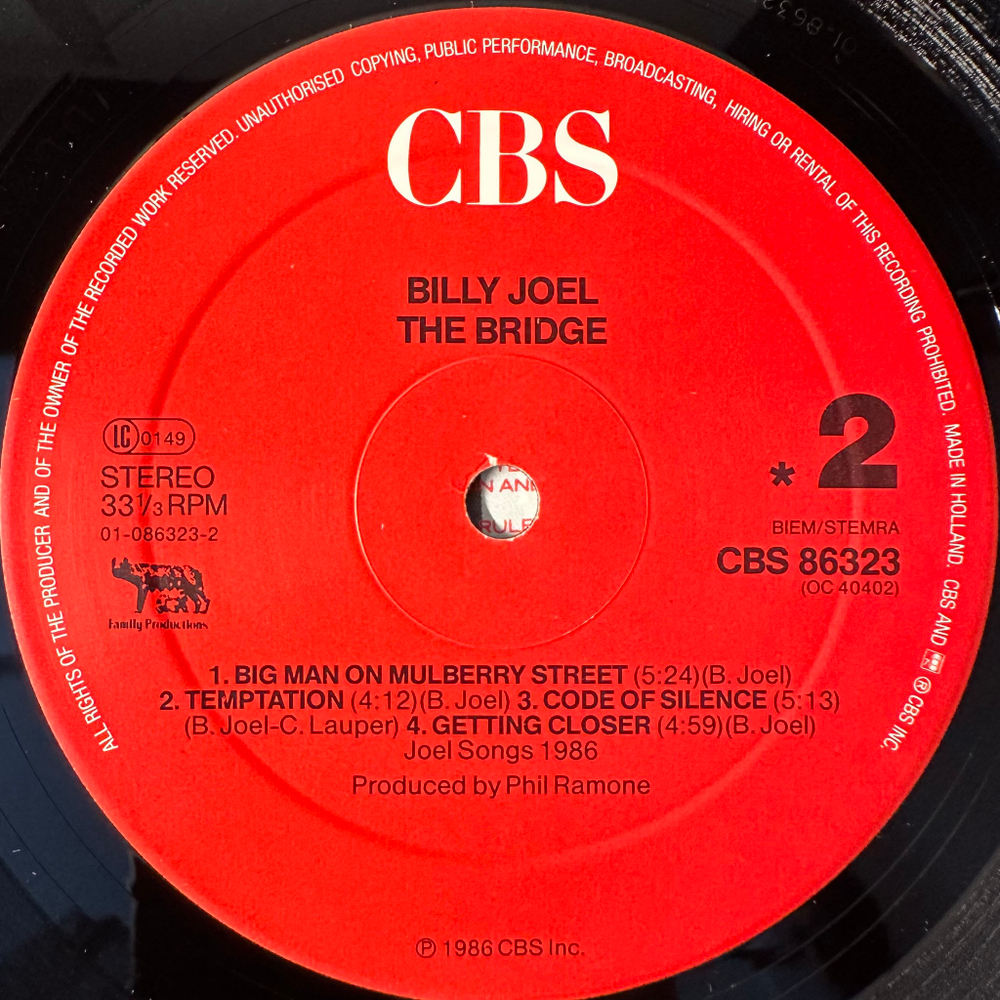 ALL RIGHTS OF THE PRODUCER AND OF THE OWNER OF THE RECORDED WORK RESERVED. UNAUTHORISED COPYING, PUBLIC PERFORMANCE, BROADCASTING, HIRING OR RENTAL OF THIS RECORDING PROHIBITED. MADE IN HOLLAND. CBS AND ℗ CBS INC.
CBS
BILLY JOEL
THE BRIDGE
LC 0149
STEREO
33⅓ RPM
01-086323-2
Family Productions
* 2
BIEM/STEMRA
CBS 86323
(OC 40402)
1. BIG MAN ON MULBERRY STREET (5:24)(B. Joel)
2. TEMPTATION (4:12)(B. Joel) 3. CODE OF SILENCE (5:13)
(B. Joel-C. Lauper) 4. GETTING CLOSER (4:59)(B. Joel)
Joel Songs 1986
Produced by Phil Ramone
℗ 1986 CBS Inc.